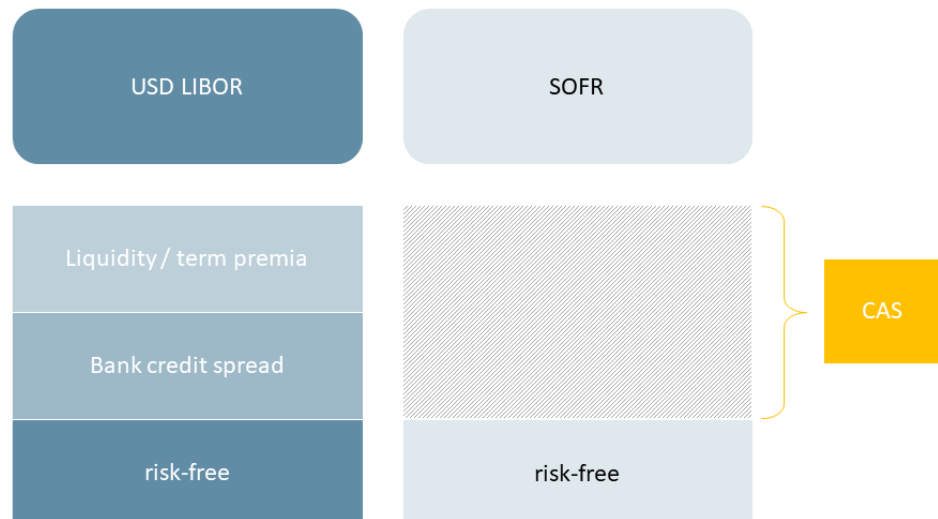 USD LIBOR
SOFR
Liquidity / term premia
Bank credit spread
CAS
risk-free
risk-free